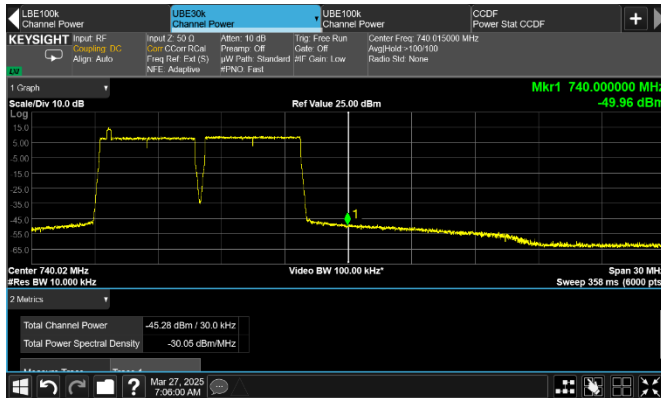 LBE100k
Channel Power
UBE30k
Channel Power
UBE100k
Channel Power
CCDF
Power Stat CCDF
KEYSIGHT
Input: RF
Coupling: DC
Align: Auto
Input Z: 50 Ω
Corr CCorr RCal
Freq Ref: Ext (S)
NFE: Adaptive
Atten: 10 dB
Preamp: Off
µW Path: Standard
#PNO: Fast
Trig: Free Run
Gate: Off
#IF Gain: Low
Center Freq: 740.015000 MHz
Avg|Hold:>100/100
Radio Std: None
1 Graph
Mkr1 740.000000 MHz
Scale/Div 10.0 dB
Ref Value 25.00 dBm
-49.96 dBm
Log
15.0
5.00
-5.00
-15.0
-25.0
-35.0
-45.0
-55.0
-65.0
1
Center 740.02 MHz
Video BW 100.00 kHz*
Span 30 MHz
#Res BW 10.000 kHz
Sweep 358 ms (6000 pts)
2 Metrics
Total Channel Power
-45.28 dBm / 30.0 kHz
Total Power Spectral Density
-30.05 dBm/MHz
Mar 27, 2025
7:06:00 AM